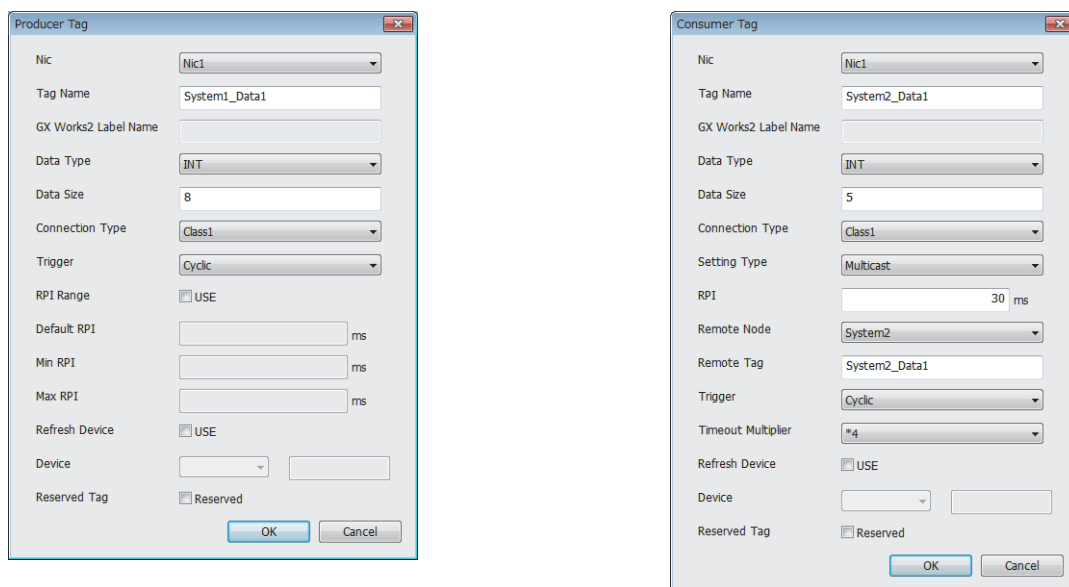 Producer Tag
Nic Nic1
Tag Name System1_Data1
GX Works2 Label Name
Data Type INT
Data Size 8
Connection Type Class1
Trigger Cyclic
RPI Range USE
Default RPI ms
Min RPI ms
Max RPI ms
Refresh Device USE
Device
Reserved Tag Reserved
OK Cancel
Consumer Tag
Nic Nic1
Tag Name System2_Data1
GX Works2 Label Name
Data Type INT
Data Size 5
Connection Type Class1
Setting Type Multicast
RPI 30 ms
Remote Node System2
Remote Tag System2_Data1
Trigger Cyclic
Timeout Multiplier *4
Refresh Device USE
Device
Reserved Tag Reserved
OK Cancel